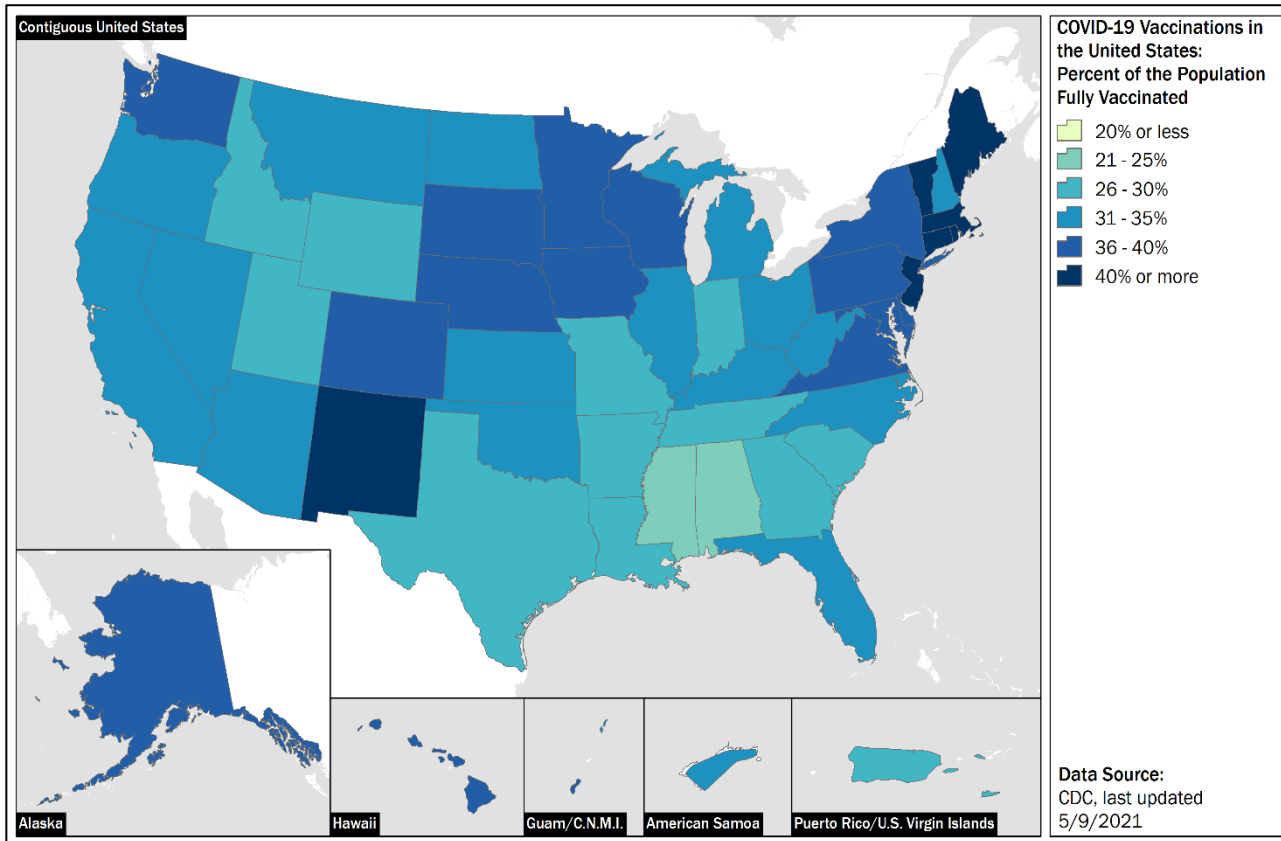 Contiguous United States
COVID-19 Vaccinations in
the United States:
Percent of the Population
Fully Vaccinated
20% or less
21 - 25%
26 - 30%
31 - 35%
36 - 40%
40% or more
Alaska
Hawaii
Guam/C.N.M.I.
American Samoa
Puerto Rico/U.S. Virgin Islands
Data Source:
CDC, last updated
5/9/2021